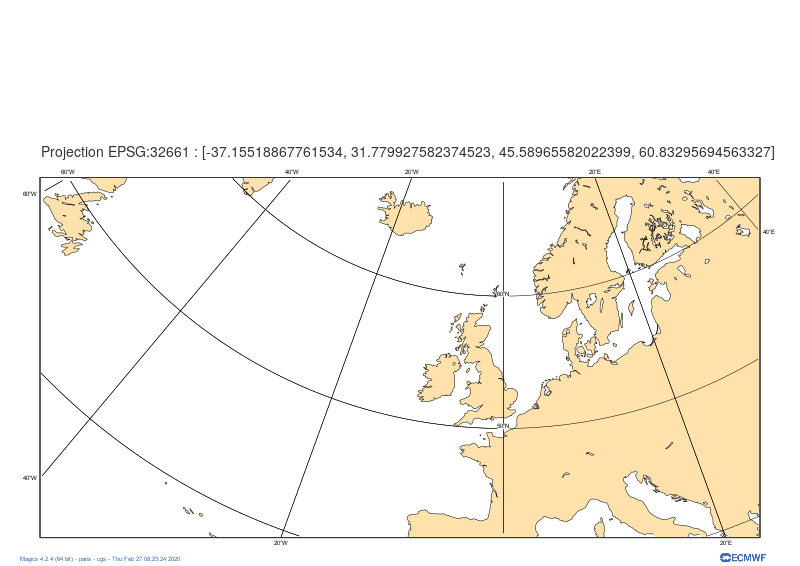 Projection EPSG:32661 : [-37.15518867761534, 31.779927582374523, 45.58965582022399, 60.83295694563327]
60°W 40°W 20°W 20°E 40°E
60°W
40°E
60°N
50°N
40°W
20°W 20°E
Magics 4.2.4 (64 bit) - paris - cgs - Thu Feb 27 08:23:24 2020
ECMWF